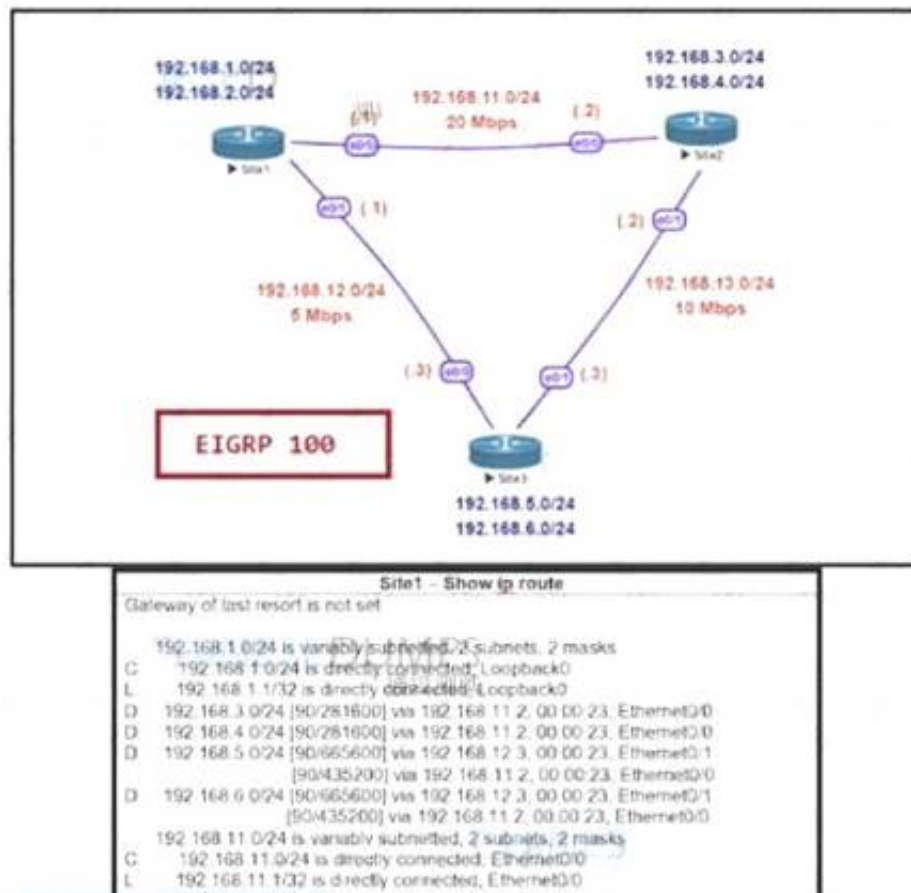 192.168.1.0/24
192.168.2.0/24
192.168.3.0/24
192.168.4.0/24
192.168.11.0/24
20 Mbps
(.1)
(.2)
e0/0
e0/0
Site1
Site2
e0/1
(.1)
(.2)
e0/1
192.168.12.0/24
5 Mbps
192.168.13.0/24
10 Mbps
(.3)
e0/0
e0/1
(.3)
EIGRP 100
Site3
192.168.5.0/24
192.168.6.0/24
Site1 - Show ip route
Gateway of last resort is not set
192.168.1.0/24 is variably subnetted, 2 subnets, 2 masks
C 192.168.1.0/24 is directly connected, Loopback0
L 192.168.1.1/32 is directly connected, Loopback0
D 192.168.3.0/24 [90/281600] via 192.168.11.2, 00:00:23, Ethernet0/0
D 192.168.4.0/24 [90/281600] via 192.168.11.2, 00:00:23, Ethernet0/0
D 192.168.5.0/24 [90/665600] via 192.168.12.3, 00:00:23, Ethernet0/1
[90/435200] via 192.168.11.2, 00:00:23, Ethernet0/0
D 192.168.6.0/24 [90/665600] via 192.168.12.3, 00:00:23, Ethernet0/1
[90/435200] via 192.168.11.2, 00:00:23, Ethernet0/0
192.168.11.0/24 is variably subnetted, 2 subnets, 2 masks
C 192.168.11.0/24 is directly connected, Ethernet0/0
L 192.168.11.1/32 is directly connected, Ethernet0/0